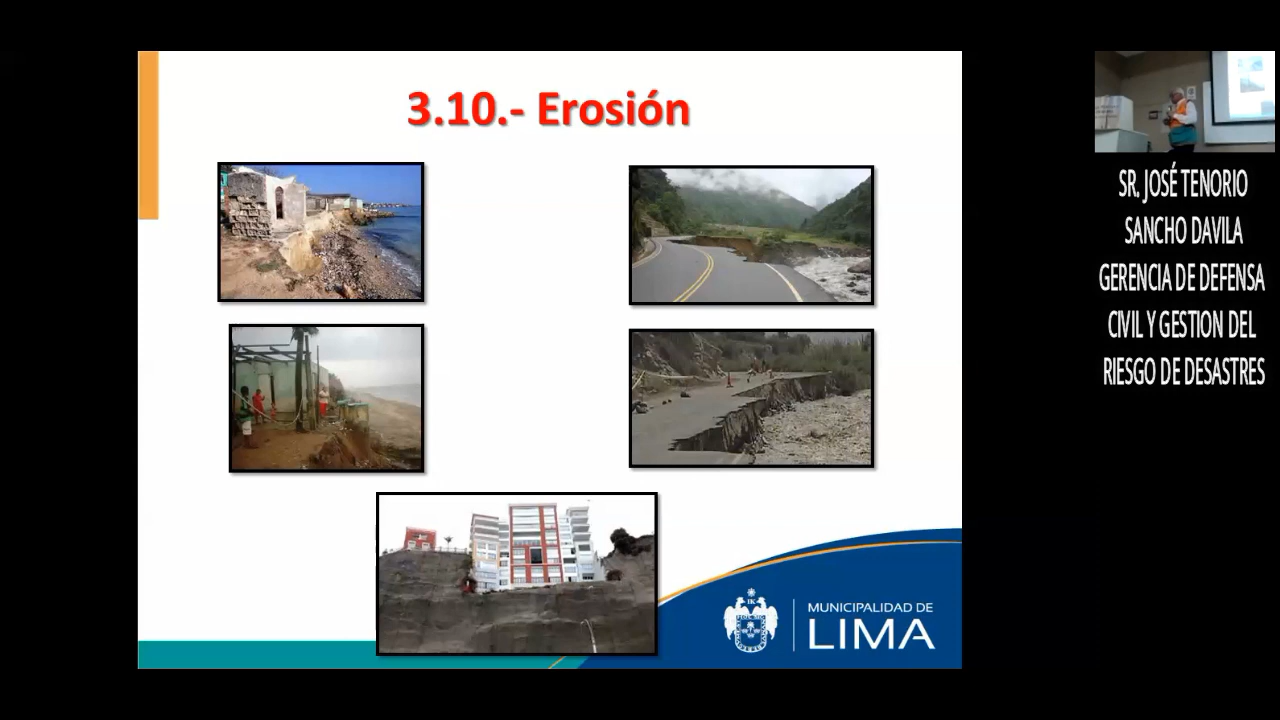 3.10.- Erosión
MUNICIPALIDAD DE
LIMA
SR. JOSÉ TENORIO
SANCHO DAVILA
GERENCIA DE DEFENSA
CIVIL Y GESTION DEL
RIESGO DE DESASTRES